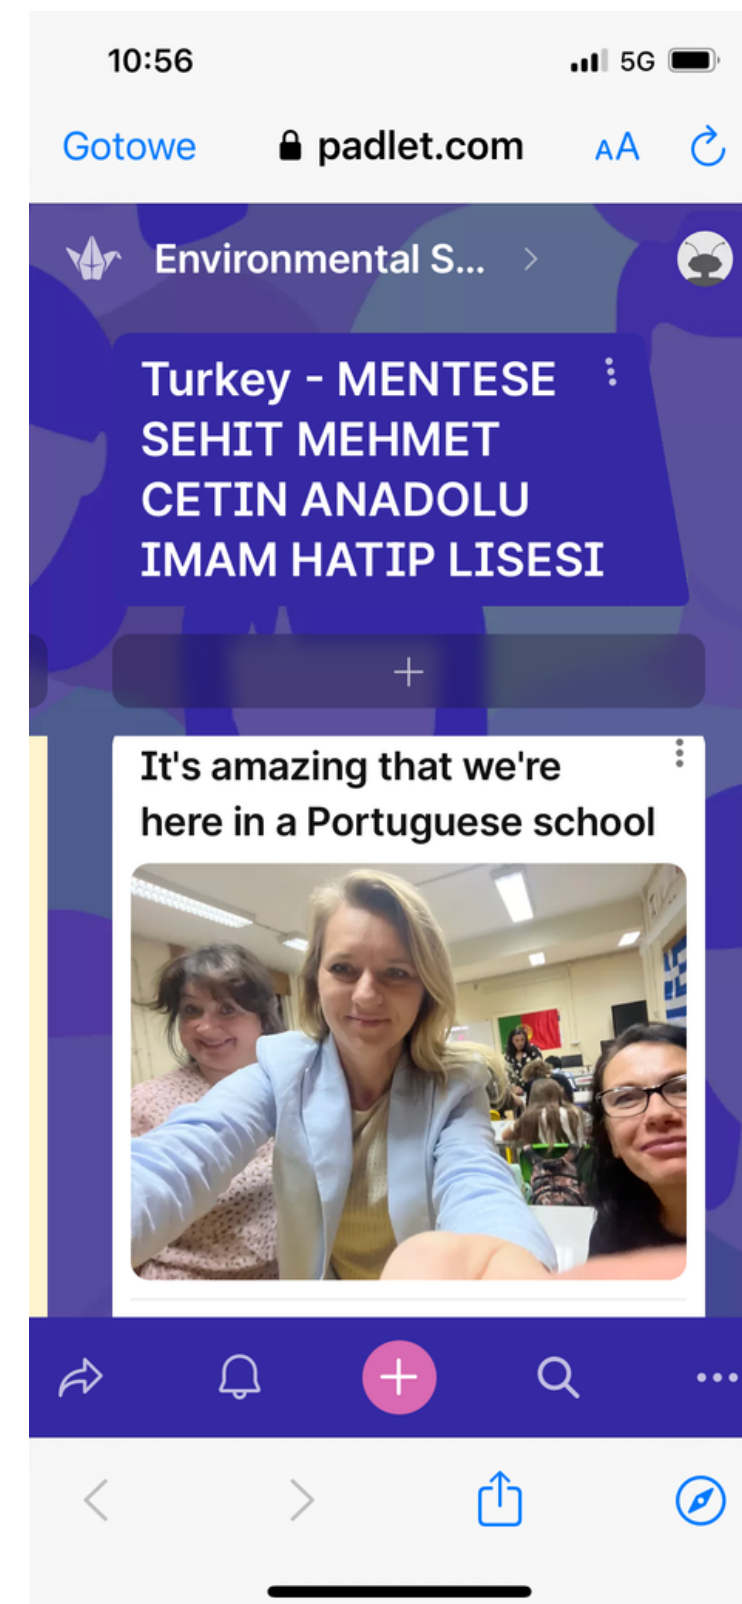 10:56
5G
Gotowe
padlet.com
AA
Environmental S...
Turkey - MENTESE
SEHIT MEHMET
CETIN ANADOLU
IMAM HATIP LISESI
It's amazing that we're
here in a Portuguese school